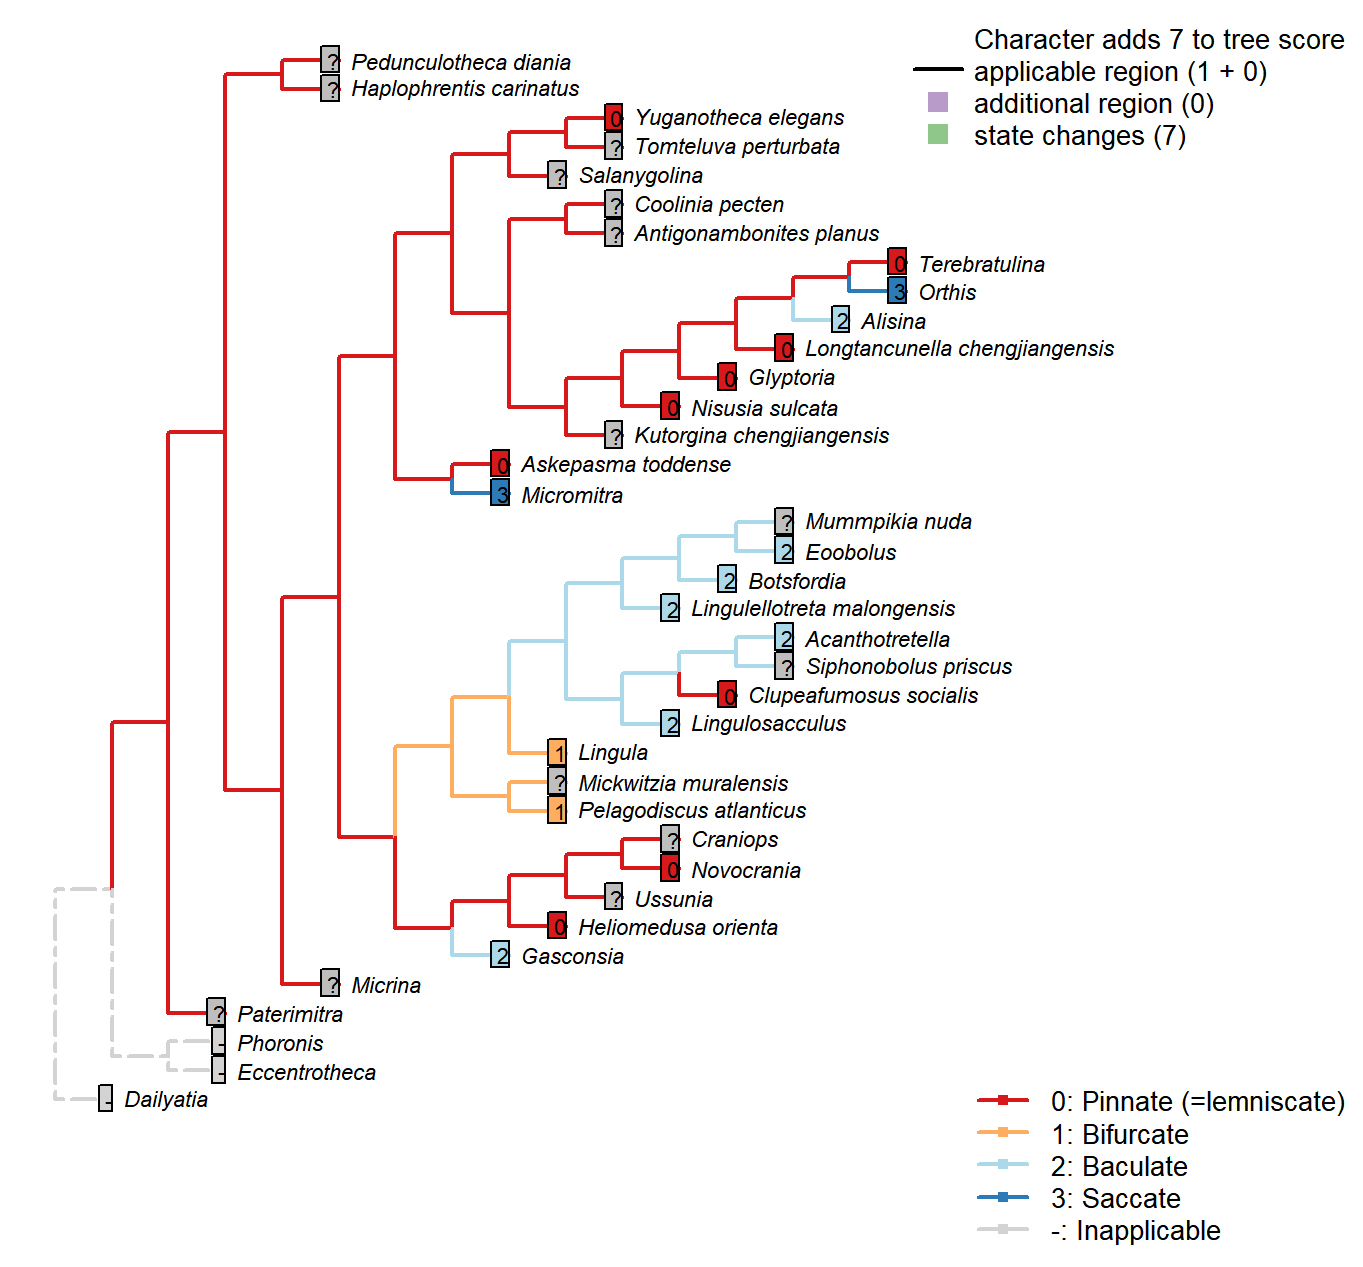 Character adds 7 to tree score
applicable region (1 + 0)
additional region (0)
state changes (7)
? Pedunculotheca diania
? Haplophrentis carinatus
0 Yuganotheca elegans
? Tomteluva perturbata
? Salanygolina
? Coolinia pecten
? Antigonambonites planus
0 Terebratulina
3 Orthis
2 Alisina
0 Longtancunella chengjiangensis
0 Glyptoria
0 Nisusia sulcata
? Kutorgina chengjiangensis
0 Askepasma toddense
3 Micromitra
? Mummpikia nuda
2 Eoobolus
2 Botsfordia
2 Lingulellotreta malongensis
2 Acanthotretella
? Siphonobolus priscus
0 Clupeafumosus socialis
2 Lingulosacculus
1 Lingula
? Mickwitzia muralensis
1 Pelagodiscus atlanticus
? Craniops
0 Novocrania
? Ussunia
0 Heliomedusa orienta
2 Gasconsia
? Micrina
? Paterimitra
- Phoronis
- Eccentrotheca
- Dailyatia
0: Pinnate (=lemniscate)
1: Bifurcate
2: Baculate
3: Saccate
-: Inapplicable